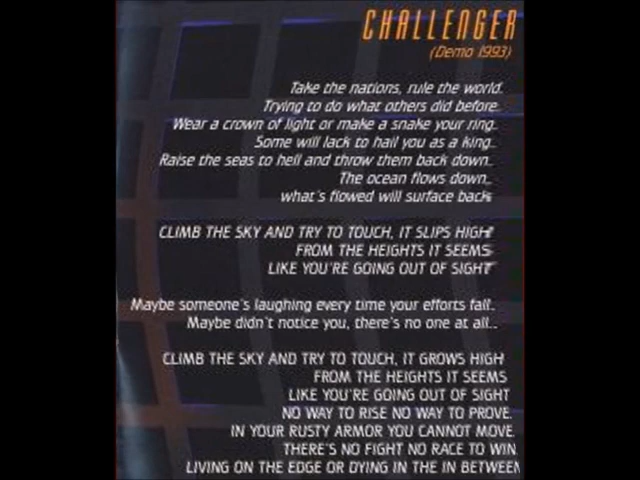 CHALLENGER
(Demo 1993)
Take the nations, rule the world.
Trying to do what others did before..
Wear a crown of light or make a snake your ring..
Some will lack to hail you as a king..
Raise the seas to hell and throw them back down..
The ocean flows down..
what's flowed will surface back
CLIMB THE SKY AND TRY TO TOUCH, IT SLIPS HIGH
FROM THE HEIGHTS IT SEEMS
LIKE YOU'RE GOING OUT OF SIGHT
Maybe someone's laughing every time your efforts fall..
Maybe didn't notice you, there's no one at all...
CLIMB THE SKY AND TRY TO TOUCH, IT GROWS HIGH
FROM THE HEIGHTS IT SEEMS
LIKE YOU'RE GOING OUT OF SIGHT
NO WAY TO RISE NO WAY TO PROVE.
IN YOUR RUSTY ARMOR YOU CANNOT MOVE.
THERE'S NO FIGHT NO RACE TO WIN
LIVING ON THE EDGE OR DYING IN THE IN BETWEEN